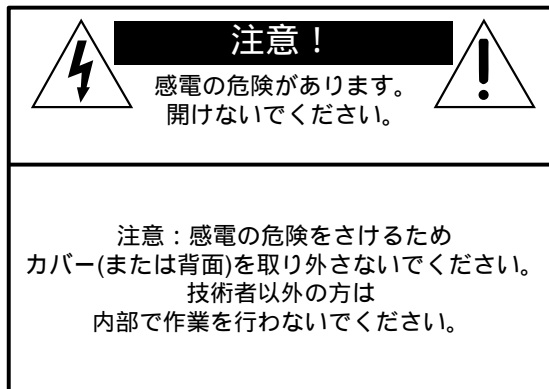 注意！
感電の危険があります。
開けないでください。
注意：感電の危険をさけるため
カバー(または背面)を取り外さないでください。
技術者以外の方は
内部で作業を行わないでください。